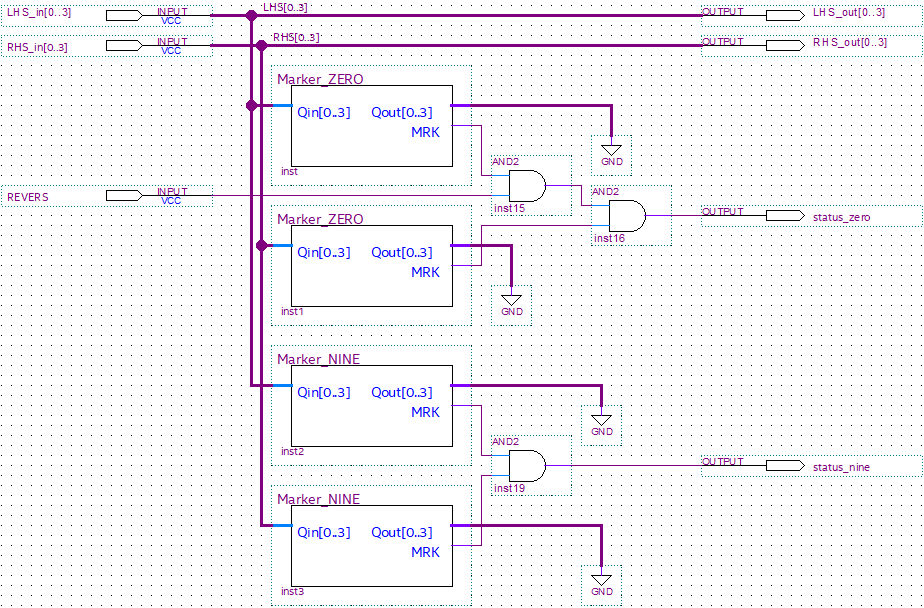 LHS_in[0..3] INPUT VCC LHS[0..3] OUTPUT LHS_out[0..3]
RHS_in[0..3] INPUT VCC RHS[0..3] OUTPUT RHS_out[0..3]
Marker_ZERO
Qin[0..3] Qout[0..3]
MRK
GND
inst
AND2
REVERS INPUT VCC
inst15
AND2
OUTPUT status_zero
inst16
Marker_ZERO
Qin[0..3] Qout[0..3]
MRK
inst1
GND
Marker_NINE
Qin[0..3] Qout[0..3]
MRK
GND
inst2
AND2
OUTPUT status_nine
inst19
Marker_NINE
Qin[0..3] Qout[0..3]
MRK
inst3
GND